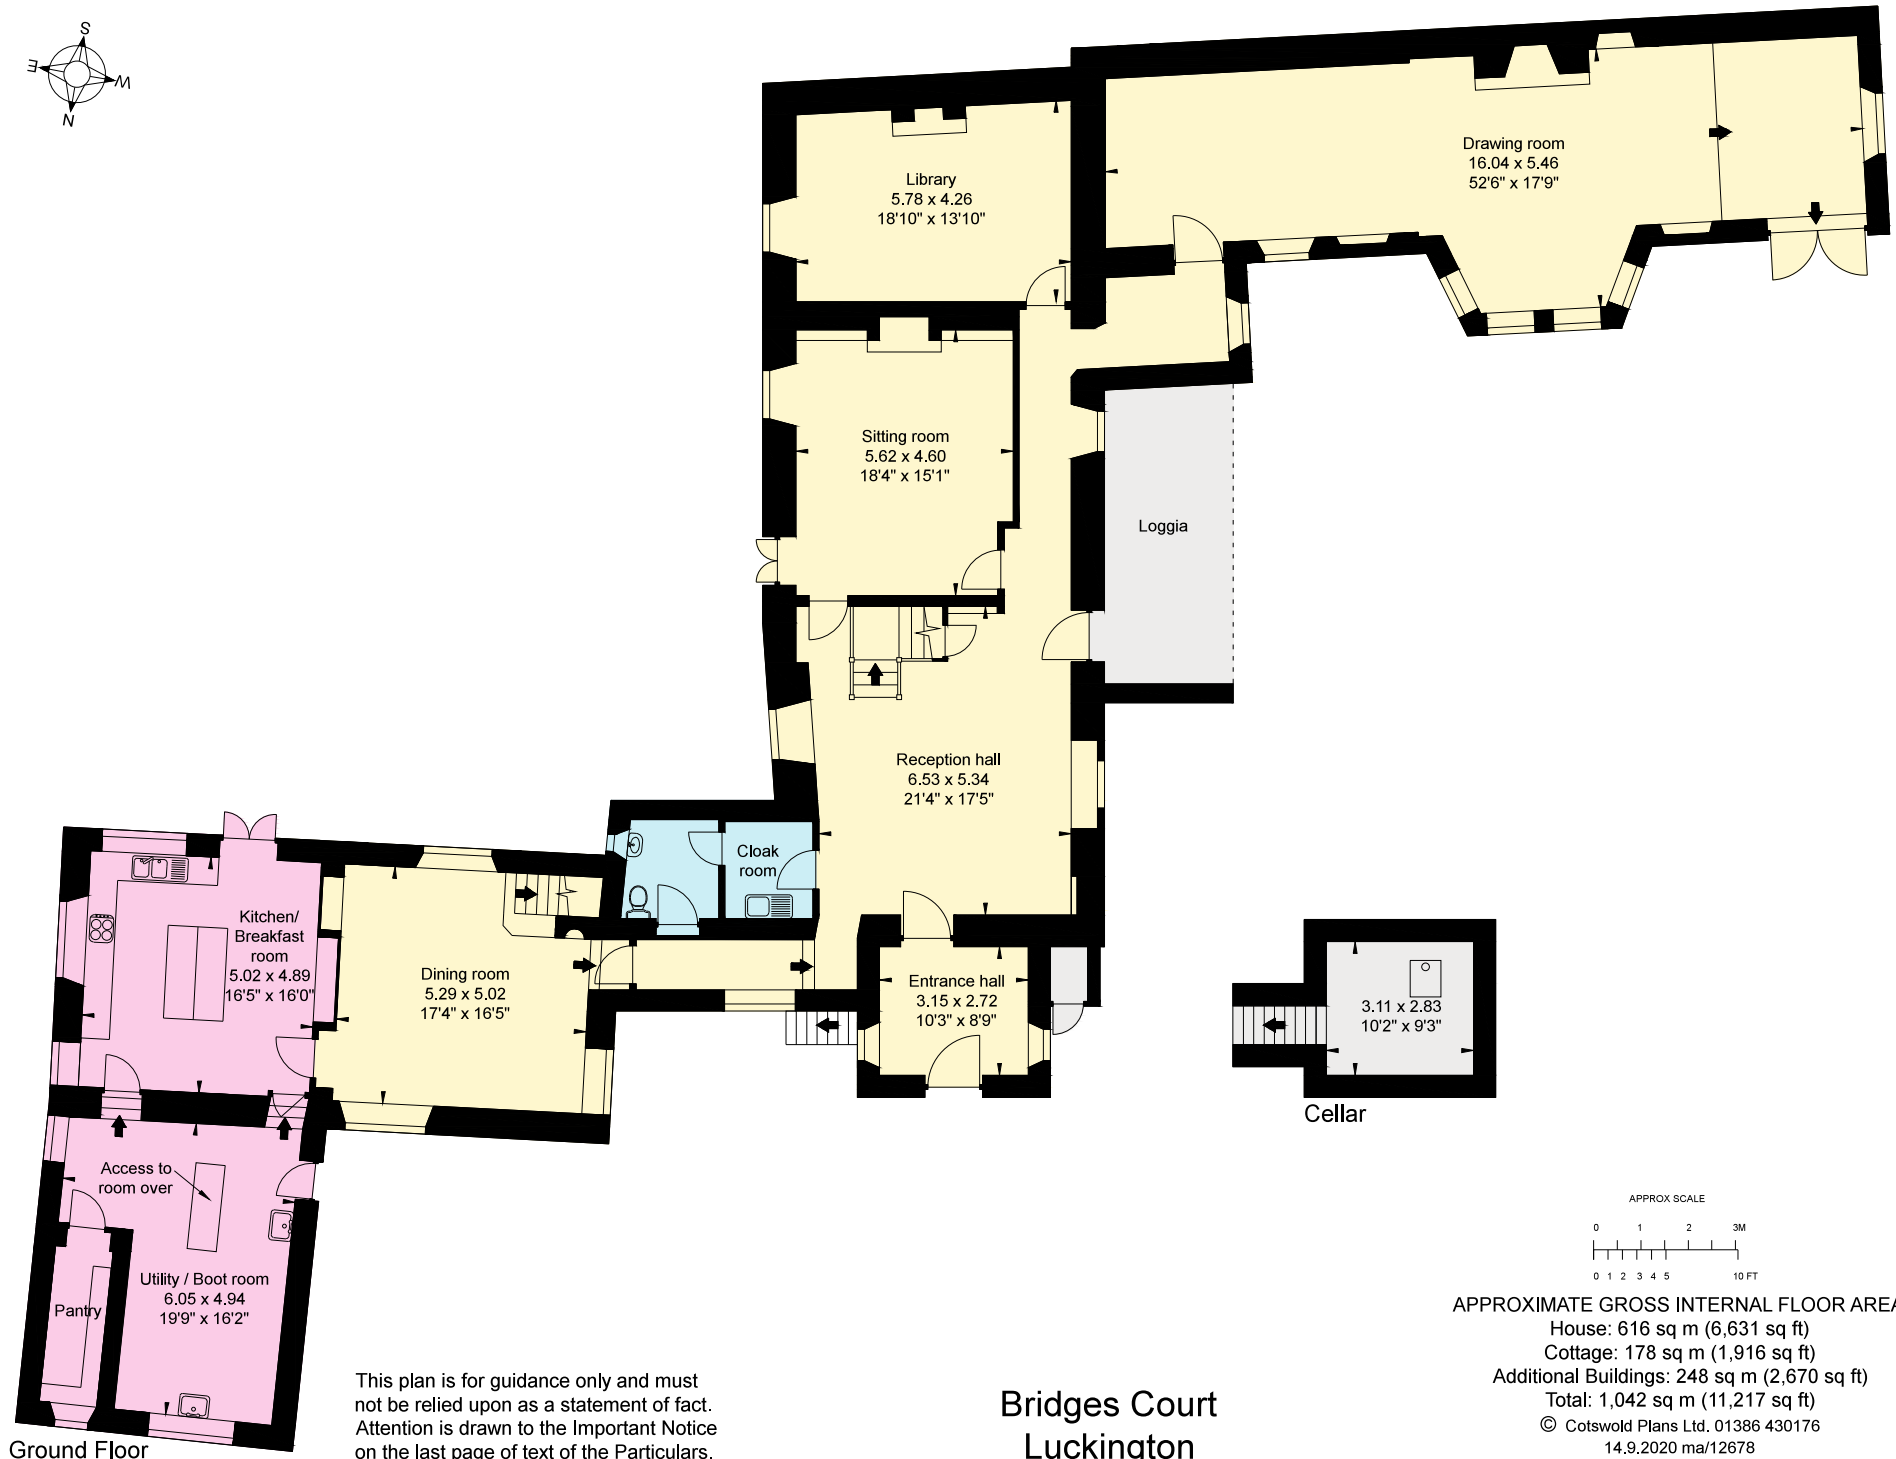 S
E
W
N
Library
5.78 x 4.26
18'10" x 13'10"
Drawing room
16.04 x 5.46
52'6" x 17'9"
Sitting room
5.62 x 4.60
18'4" x 15'1"
Loggia
Reception hall
6.53 x 5.34
21'4" x 17'5"
Cloak
room
Kitchen/
Breakfast
room
5.02 x 4.89
16'5" x 16'0"
Dining room
5.29 x 5.02
17'4" x 16'5"
Entrance hall
3.15 x 2.72
10'3" x 8'9"
3.11 x 2.83
10'2" x 9'3"
Cellar
Access to
room over
Utility / Boot room
6.05 x 4.94
19'9" x 16'2"
Pantry
Ground Floor
This plan is for guidance only and must
not be relied upon as a statement of fact.
Attention is drawn to the Important Notice
on the last page of text of the Particulars.
Bridges Court
Luckington
APPROX SCALE
0 1 2 3M
0 1 2 3 4 5 10 FT
APPROXIMATE GROSS INTERNAL FLOOR AREA
House: 616 sq m (6,631 sq ft)
Cottage: 178 sq m (1,916 sq ft)
Additional Buildings: 248 sq m (2,670 sq ft)
Total: 1,042 sq m (11,217 sq ft)
© Cotswold Plans Ltd. 01386 430176
14.9.2020 ma/12678